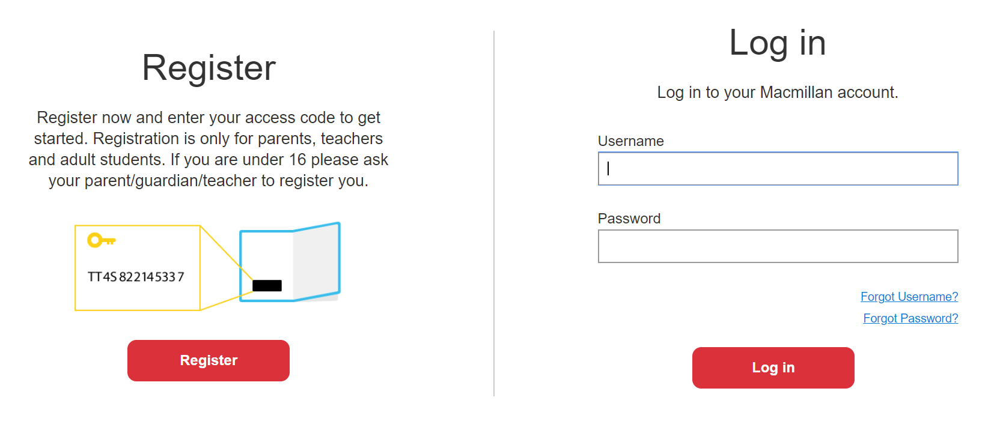 Register
Register now and enter your access code to get
started. Registration is only for parents, teachers
and adult students. If you are under 16 please ask
your parent/guardian/teacher to register you.
TT4S822145337
Register
Log in
Log in to your Macmillan account.
Username
Password
Forgot Username?
Forgot Password?
Log in